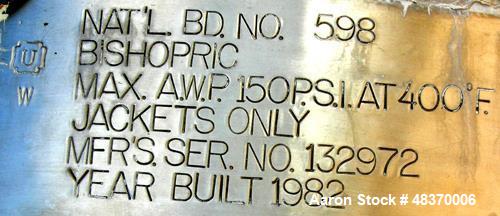 NAT'L. BD. NO. 598
U
BISHOPRIC
W
MAX. A.W.P. 150 P.S.I. AT 400°F.
JACKETS ONLY
MFR'S. SER. NO. 132972
YEAR BUILT 1982
Aaron Stock # 48370006